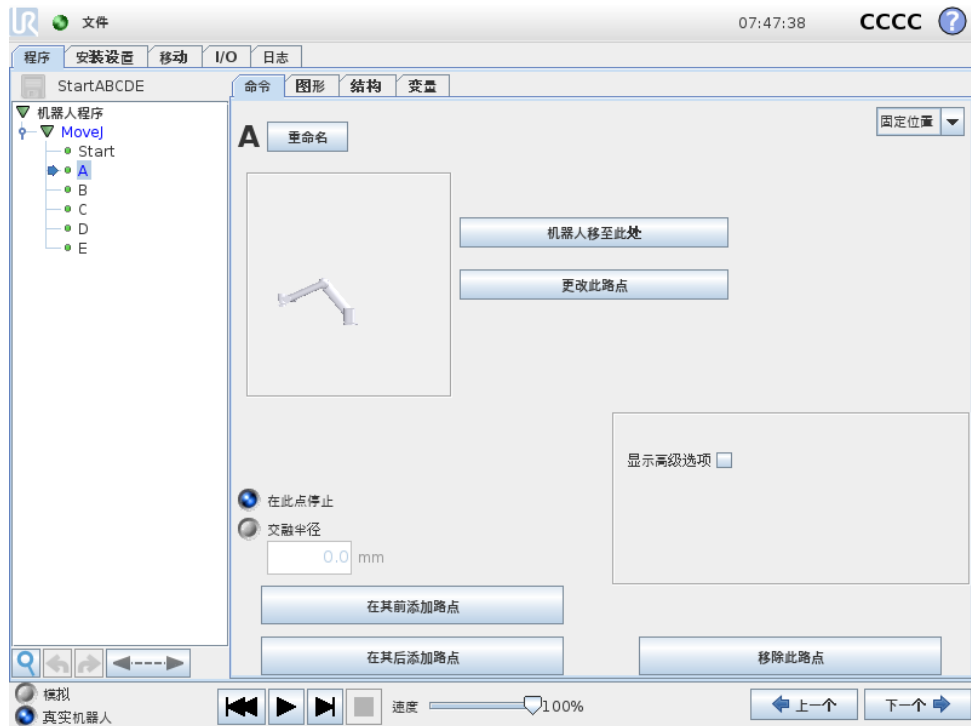 UR 文件 07:47:38 CCCC ?
程序 安装设置 移动 I/O 日志
StartABCDE
命令 图形 结构 变量
机器人程序
MoveJ
Start
A
B
C
D
E
A 重命名
固定位置
机器人移至此处
更改此路点
显示高级选项
在此点停止
交融半径
0.0 mm
在其前添加路点
在其后添加路点
移除此路点
模拟
真实机器人
速度 100%
上一个
下一个